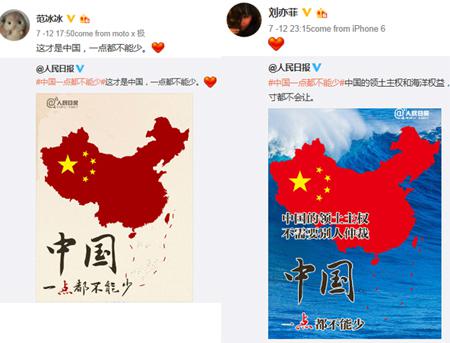 范冰冰
7 -12 17:50come from moto x 极
这才是中国，一点都不能少。
@人民日报
#中国一点都不能少#这才是中国，一点都不能少。
@人民日报
中国
一点都不能少
刘亦菲
7 -12 23:15come from iPhone 6
@人民日报
#中国一点都不能少#中国的领土主权和海洋权益，
寸都不会让。
@人民日报
中国的领土主权
不需要别人仲裁
中国
一点都不能少